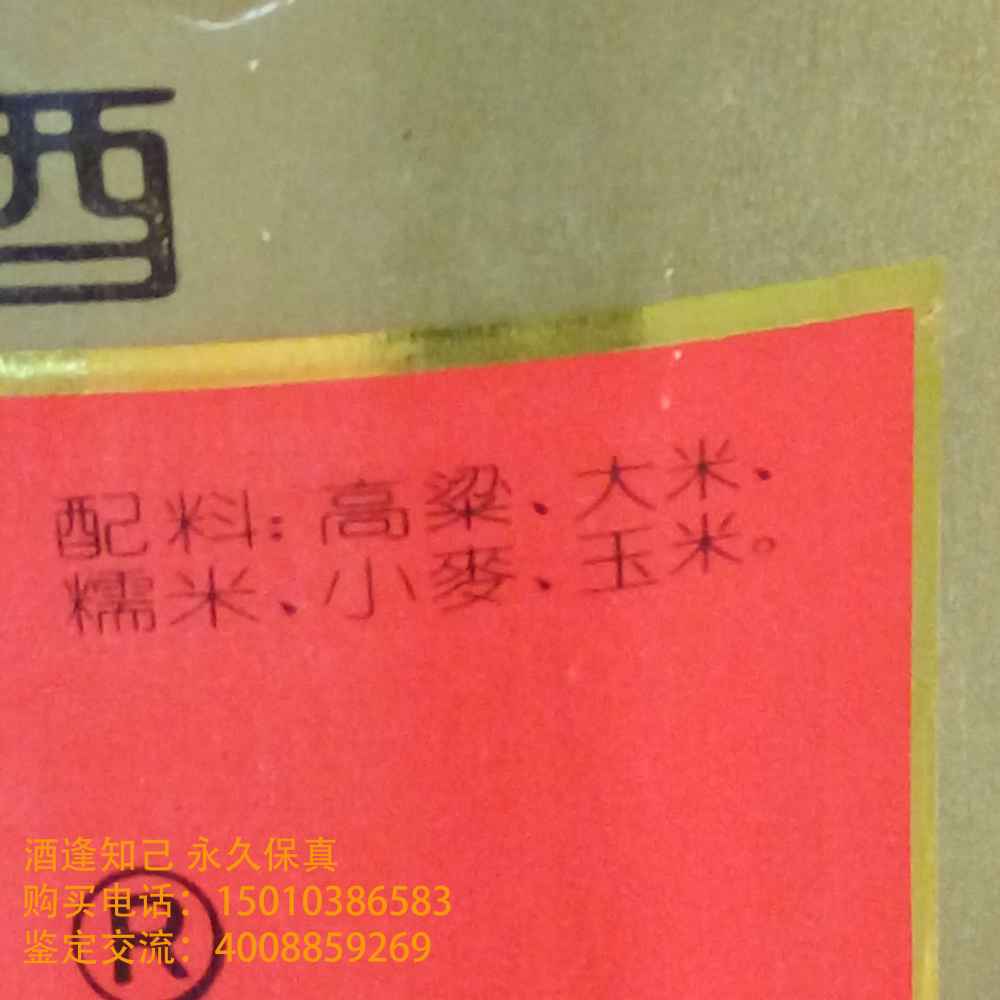 酒
配料：高粱、大米、
糯米、小麥、玉米。
酒逢知己 永久保真
购买电话：15010386583
鉴定交流：4008859269
®